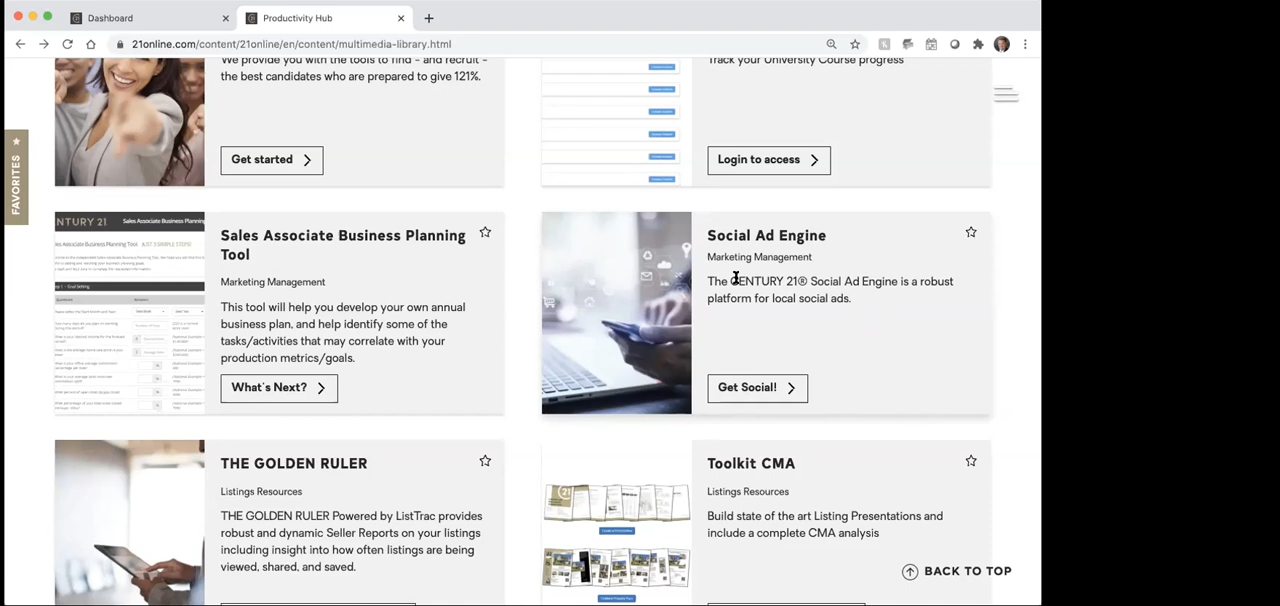 Dashboard
Productivity Hub
21online.com/content/21online/en/content/multimedia-library.html
We provide you with the tools to find - and recruit -
the best candidates who are prepared to give 121%.
Get started
Track your University Course progress
Login to access
FAVORITES
NTURY 21. Sales Associate Business Planning
Sales Associate Business Planning
Tool
Marketing Management
This tool will help you develop your own annual
business plan, and help identify some of the
tasks/activities that may correlate with your
production metrics/goals.
What's Next?
Social Ad Engine
Marketing Management
The CENTURY 21® Social Ad Engine is a robust
platform for local social ads.
Get Social!
THE GOLDEN RULER
Listings Resources
THE GOLDEN RULER Powered by ListTrac provides
robust and dynamic Seller Reports on your listings
including insight into how often listings are being
viewed, shared, and saved.
Toolkit CMA
Listings Resources
Build state of the art Listing Presentations and
include a complete CMA analysis
BACK TO TOP